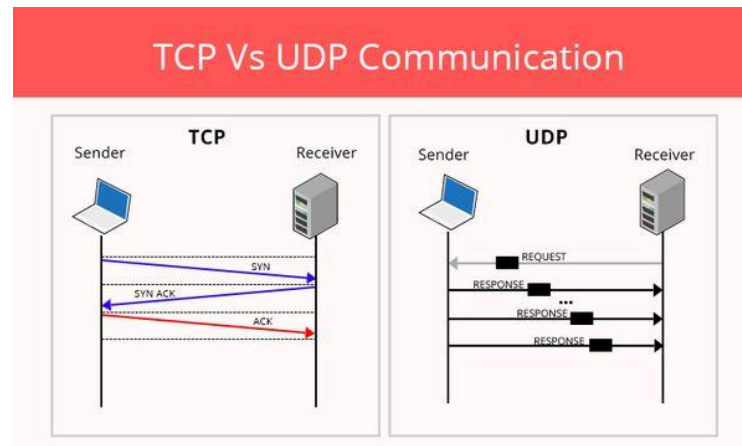 TCP Vs UDP Communication
TCP
Sender
Receiver
SYN
SYN ACK
ACK
UDP
Sender
Receiver
REQUEST
RESPONSE
...
RESPONSE
RESPONSE